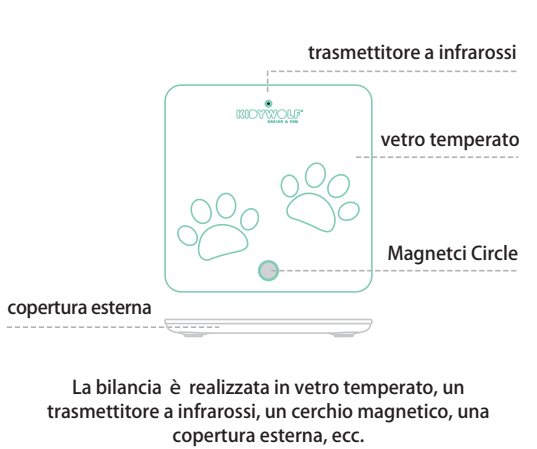 trasmettitore a infrarossi
KIDYWOLF
vetro temperato
Magnetci Circle
copertura esterna
La bilancia è realizzata in vetro temperato, un
trasmettitore a infrarossi, un cerchio magnetico, una
copertura esterna, ecc.